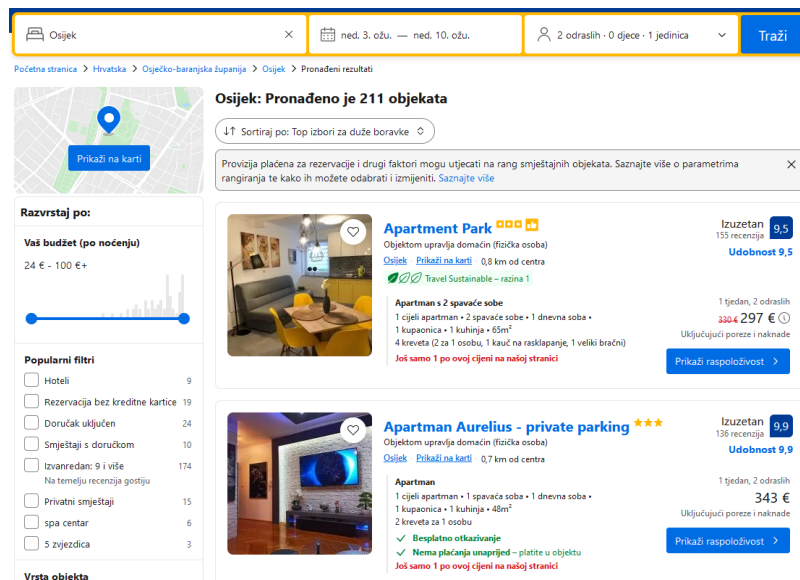 Osijek
ned, 3. ožu. — ned, 10. ožu.
2 odraslih · 0 djece · 1 jedinica
Traži
Početna stranica > Hrvatska > Osječko-baranjska županija > Osijek > Pronađeni rezultati
Prikaži na karti
Osijek: Pronađeno je 211 objekata
Sortiraj po: Top izbori za duže boravke
Provizija plaćena za rezervacije i drugi faktori mogu utjecati na rang smještajnih objekata. Saznajte više o parametrima
rangiranja te kako ih možete odabrati i izmijeniti. Saznajte više
Razvrstaj po:
Vaš budžet (po noćenju)
24 € - 100 €+
Popularni filtri
Hoteli 9
Rezervacija bez kreditne kartice 19
Doručak uključen 24
Smještaji s doručkom 10
Izvanredan: 9 i više 174
Na temelju recenzija gostiju
Privatni smještaji 15
spa centar 6
5 zvjezdica 3
Vrsta objekta
Apartment Park
Objektom upravlja domaćin (fizička osoba)
Osijek Prikaži na karti 0,8 km od centra
Travel Sustainable – razina 1
Apartman s 2 spavaće sobe
1 cijeli apartman • 2 spavaće sobe • 1 dnevna soba •
1 kupaonica • 1 kuhinja • 65m²
4 kreveta (2 za 1 osobu, 1 kauč na rasklapanje, 1 veliki bračni)
Još samo 1 po ovoj cijeni na našoj stranici
Izuzetan 9,5
155 recenzija
Udobnost 9,5
1 tjedan, 2 odraslih
330 € 297 €
Uključujući poreze i naknade
Prikaži raspoloživost
Apartman Aurelius - private parking
Objektom upravlja domaćin (fizička osoba)
Osijek Prikaži na karti 0,7 km od centra
Apartman
1 cijeli apartman • 1 spavaća soba • 1 dnevna soba •
1 kupaonica • 1 kuhinja • 48m²
2 kreveta za 1 osobu
Besplatno otkazivanje
Nema plaćanja unaprijed – platite u objektu
Još samo 1 po ovoj cijeni na našoj stranici
Izuzetan 9,9
136 recenzija
Udobnost 9,9
1 tjedan, 2 odraslih
343 €
Uključujući poreze i naknade
Prikaži raspoloživost